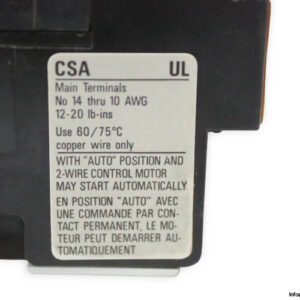 CSA UL
Main Terminals
No 14 thru 10 AWG
12-20 lb-ins
Use 60/75°C
copper wire only
WITH "AUTO" POSITION AND
2-WIRE CONTROL MOTOR
MAY START AUTOMATICALLY
EN POSITION "AUTO" AVEC
UNE COMMANDE PAR CON-
TACT PERMANENT, LE MO-
TEUR PEUT DEMARRER AU-
TOMATIQUEMENT